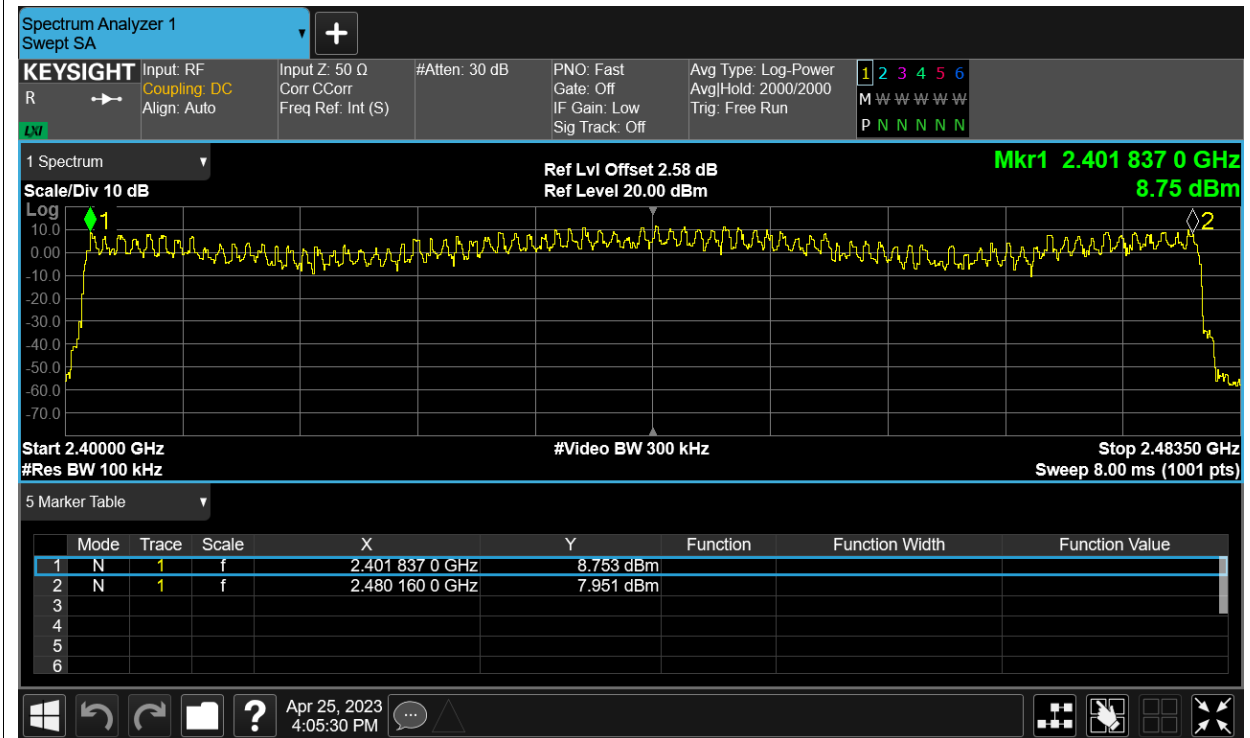 Spectrum Analyzer 1
Swept SA
+
KEYSIGHT Input: RF Input Z: 50 Ω #Atten: 30 dB PNO: Fast Avg Type: Log-Power 1 2 3 4 5 6
R Coupling: DC Corr CCorr Gate: Off Avg|Hold: 2000/2000 M W W W W W
Align: Auto Freq Ref: Int (S) IF Gain: Low Trig: Free Run
LXI Sig Track: Off P N N N N N
1 Spectrum Ref Lvl Offset 2.58 dB Mkr1 2.401 837 0 GHz
Scale/Div 10 dB Ref Level 20.00 dBm 8.75 dBm
Log
1 2
10.0
0.00
-10.0
-20.0
-30.0
-40.0
-50.0
-60.0
-70.0
Start 2.40000 GHz #Video BW 300 kHz Stop 2.48350 GHz
#Res BW 100 kHz Sweep 8.00 ms (1001 pts)
5 Marker Table
Mode Trace Scale X Y Function Function Width Function Value
1 N 1 f 2.401 837 0 GHz 8.753 dBm
2 N 1 f 2.480 160 0 GHz 7.951 dBm
3
4
5
6
? Apr 25, 2023
4:05:30 PM